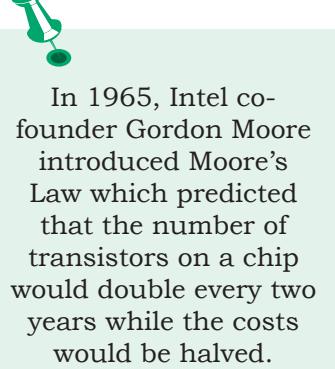 In 1965, Intel co-
founder Gordon Moore
introduced Moore’s
Law which predicted
that the number of
transistors on a chip
would double every two
years while the costs
would be halved.